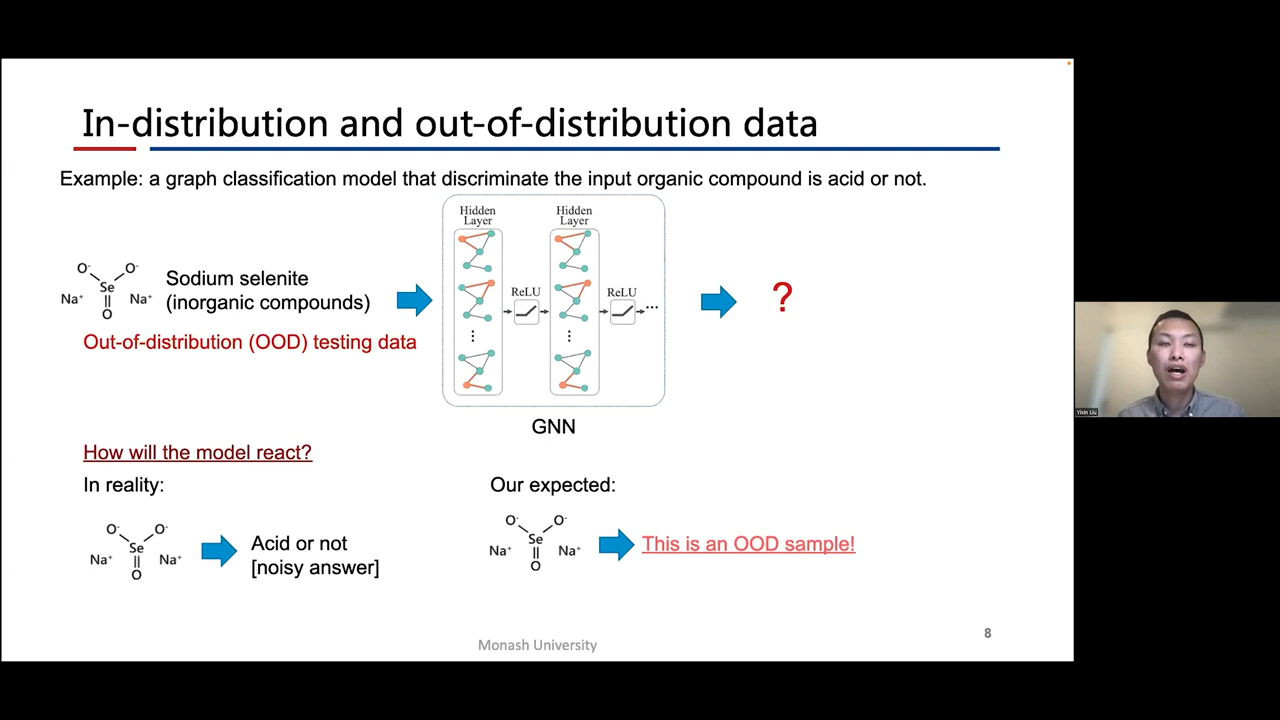 In-distribution and out-of-distribution data
Example: a graph classification model that discriminate the input organic compound is acid or not.
Hidden Layer
Hidden Layer
O⁻ O⁻
Se
Na⁺ Na⁺
O
Sodium selenite
(inorganic compounds)
Out-of-distribution (OOD) testing data
ReLU
ReLU
...
?
GNN
How will the model react?
In reality:
O⁻ O⁻
Se
Na⁺ Na⁺
O
Acid or not
[noisy answer]
Our expected:
O⁻ O⁻
Se
Na⁺ Na⁺
O
This is an OOD sample!
Monash University
8
Yixin Liu